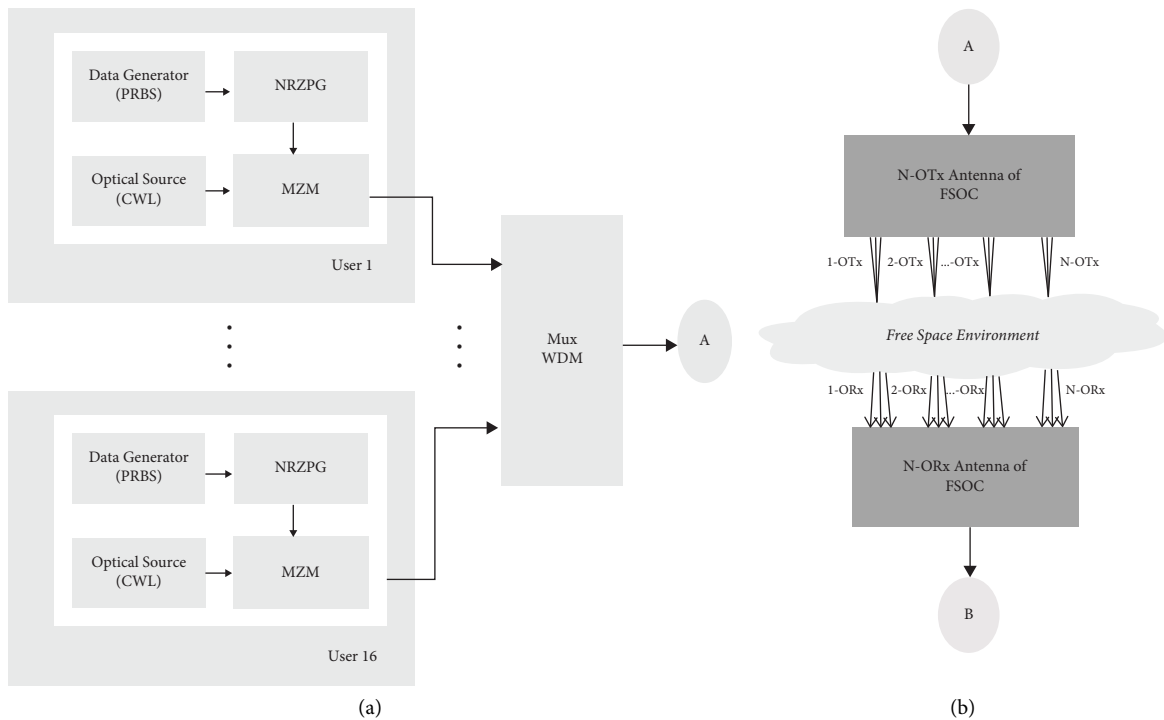 Data Generator
(PRBS)
NRZPG
Optical Source
(CWL)
MZM
User 1
Mux
WDM
A
Data Generator
(PRBS)
NRZPG
Optical Source
(CWL)
MZM
User 16
(a)
A
N-OTx Antenna of
FSOC
1-OTx 2-OTx ...-OTx N-OTx
Free Space Environment
1-ORx 2-ORx ...-ORx N-ORx
N-ORx Antenna of
FSOC
B
(b)